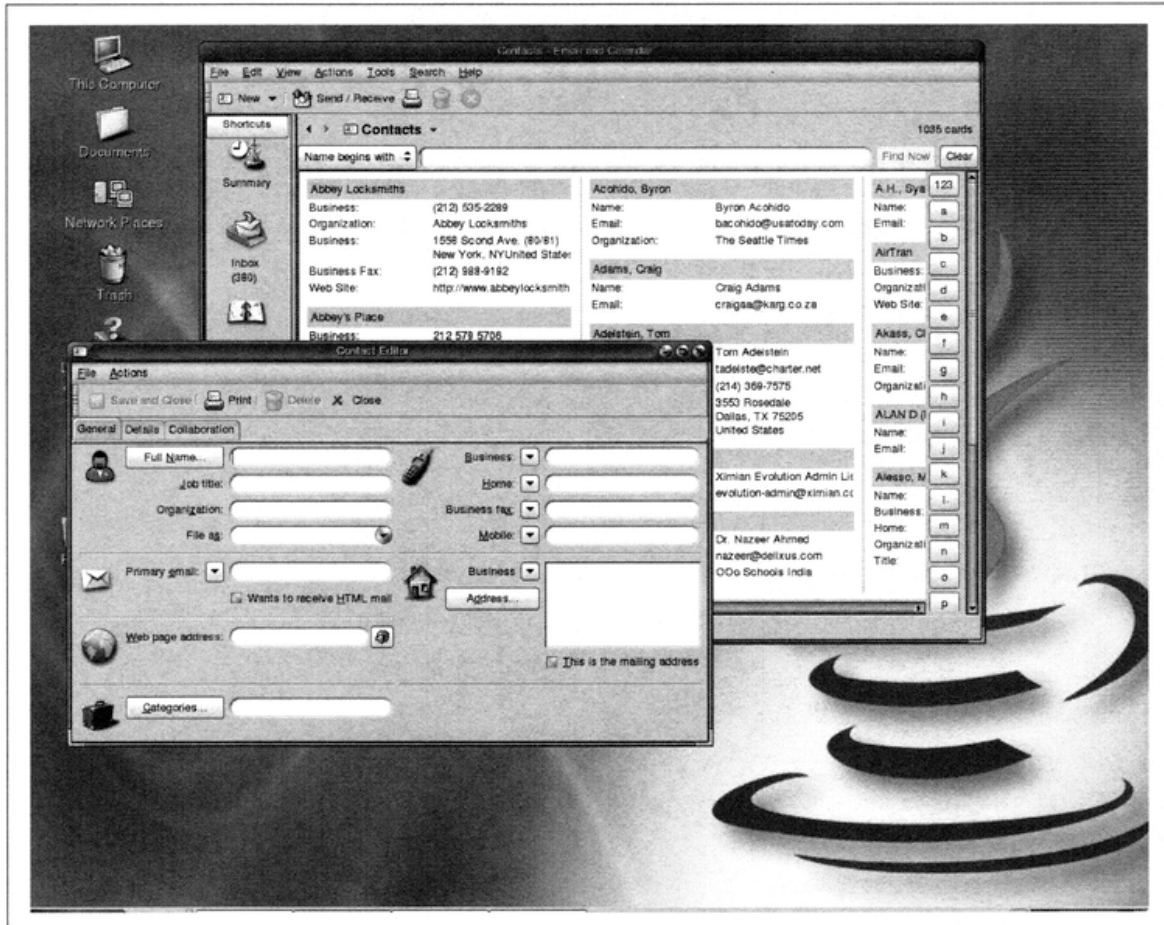 This Computer
Documents
Network Places
Trash
Contacts - Email and Calendar
File Edit View Actions Tools Search Help
New Send / Receive
Shortcuts
Summary
Inbox
(380)
Contacts
1035 cards
Name begins with
Find Now Clear
Abbey Locksmiths
Business: (212) 535-2289
Organization: Abbey Locksmiths
Business: 1558 Scond Ave. (80/81)
New York, NYUnited States
Business Fax: (212) 988-9192
Web Site: http://www.abbeylocksmith
Abbey's Place
Business: 212 579 5706
Acohido, Byron
Name: Byron Acohido
Email: bacohido@usatoday.com
Organization: The Seattle Times
Adams, Craig
Name: Craig Adams
Email: craigaa@karg.co.za
Adelstein, Tom
Tom Adelstein
tadelste@charter.net
(214) 369-7575
3553 Rosedale
Dallas, TX 75205
United States
Ximian Evolution Admin Lis
evolution-admin@ximian.co
Dr. Nazeer Ahmed
nazeer@delixus.com
OOo Schools India
A.H., Sya
Name:
Email:
AirTran
Business:
Organizati
Web Site:
Akass, Cl
Name:
Email:
Organizati
ALAN D (
Name:
Email:
Alesso, M
Name:
Business:
Home:
Organizati
Title:
123
a
b
c
d
e
f
g
h
i
j
k
l
m
n
o
p
Contact Editor
File Actions
Save and Close Print Delete Close
General Details Collaboration
Full Name...
Job title:
Organization:
File as:
Business:
Home:
Business fax:
Mobile:
Primary email:
Wants to receive HTML mail
Business
Address...
Web page address:
This is the mailing address
Categories...